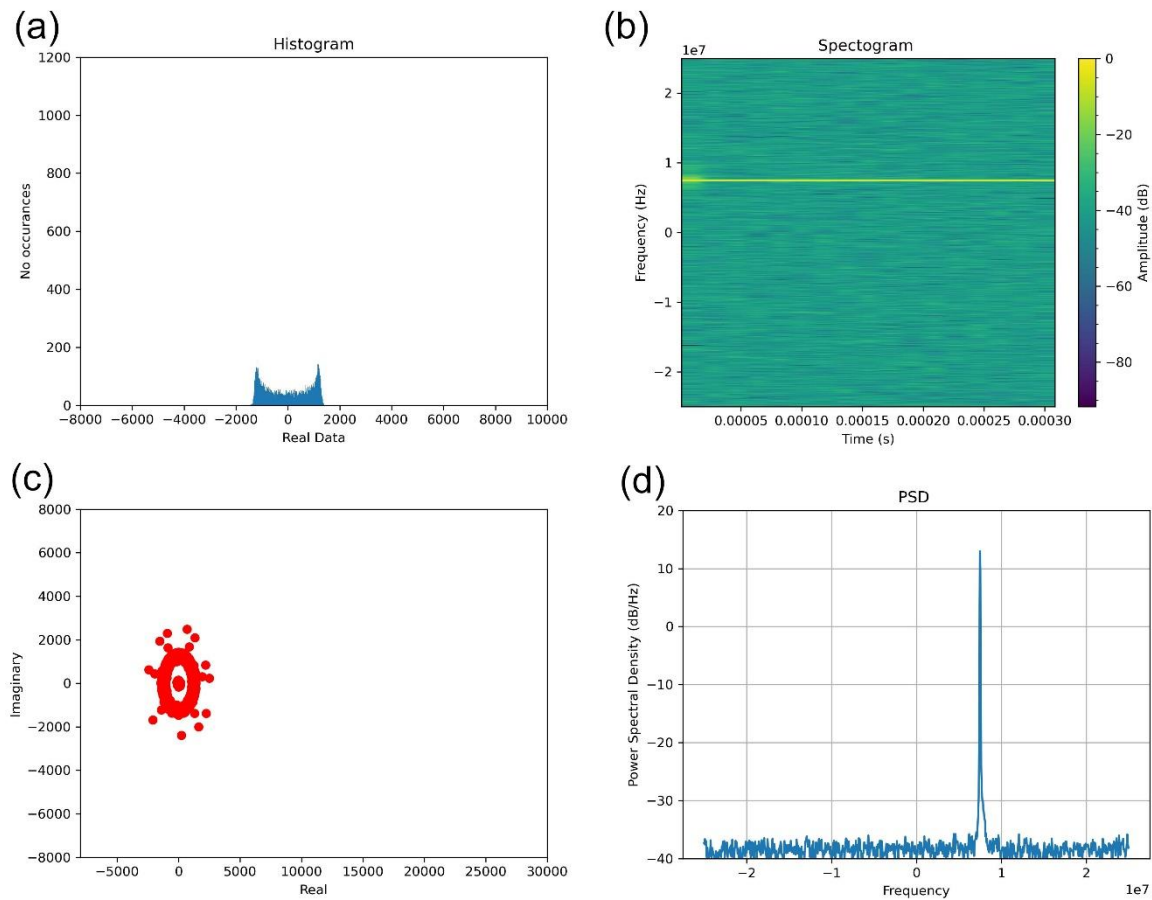 (a)
Histogram
1200
1000
800
600
400
200
0
No occurances
−8000 −6000 −4000 −2000 0 2000 4000 6000 8000 10000
Real Data
(b)
1e7 Spectogram
2
1
0
−1
−2
Frequency (Hz)
0.00005 0.00010 0.00015 0.00020 0.00025 0.00030
Time (s)
0
−20
−40
−60
−80
Amplitude (dB)
(c)
8000
6000
4000
2000
0
−2000
−4000
−6000
−8000
Imaginary
−5000 0 5000 10000 15000 20000 25000 30000
Real
(d)
PSD
20
10
0
−10
−20
−30
−40
Power Spectral Density (dB/Hz)
−2 −1 0 1 2
Frequency 1e7